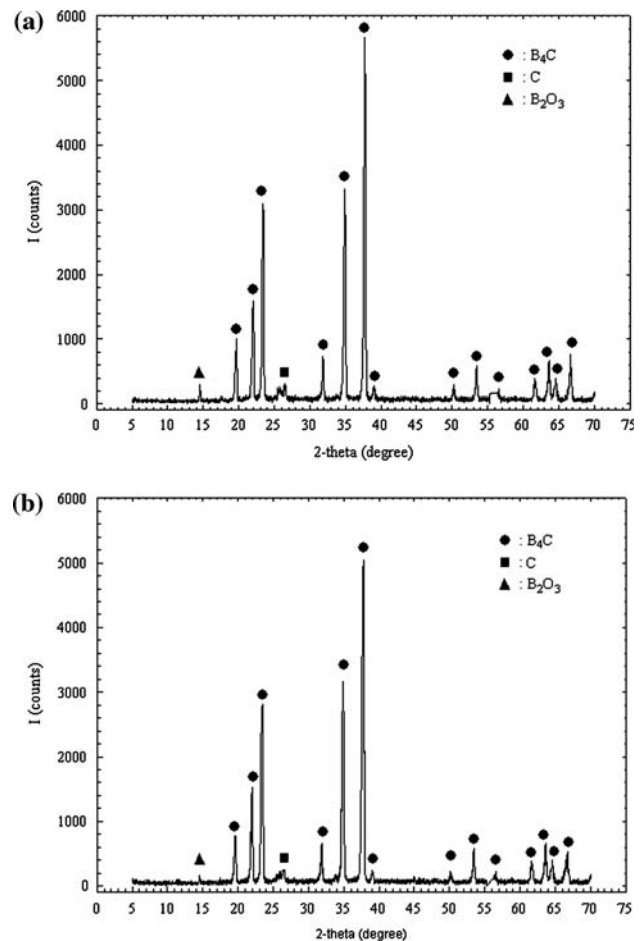 (a)
6000
5000
4000
3000
2000
1000
0
I (counts)
● : B₄C
■ : C
▲ : B₂O₃
0 5 10 15 20 25 30 35 40 45 50 55 60 65 70 75
2-theta (degree)
(b)
6000
5000
4000
3000
2000
1000
0
I (counts)
● : B₄C
■ : C
▲ : B₂O₃
0 5 10 15 20 25 30 35 40 45 50 55 60 65 70 75
2-theta (degree)